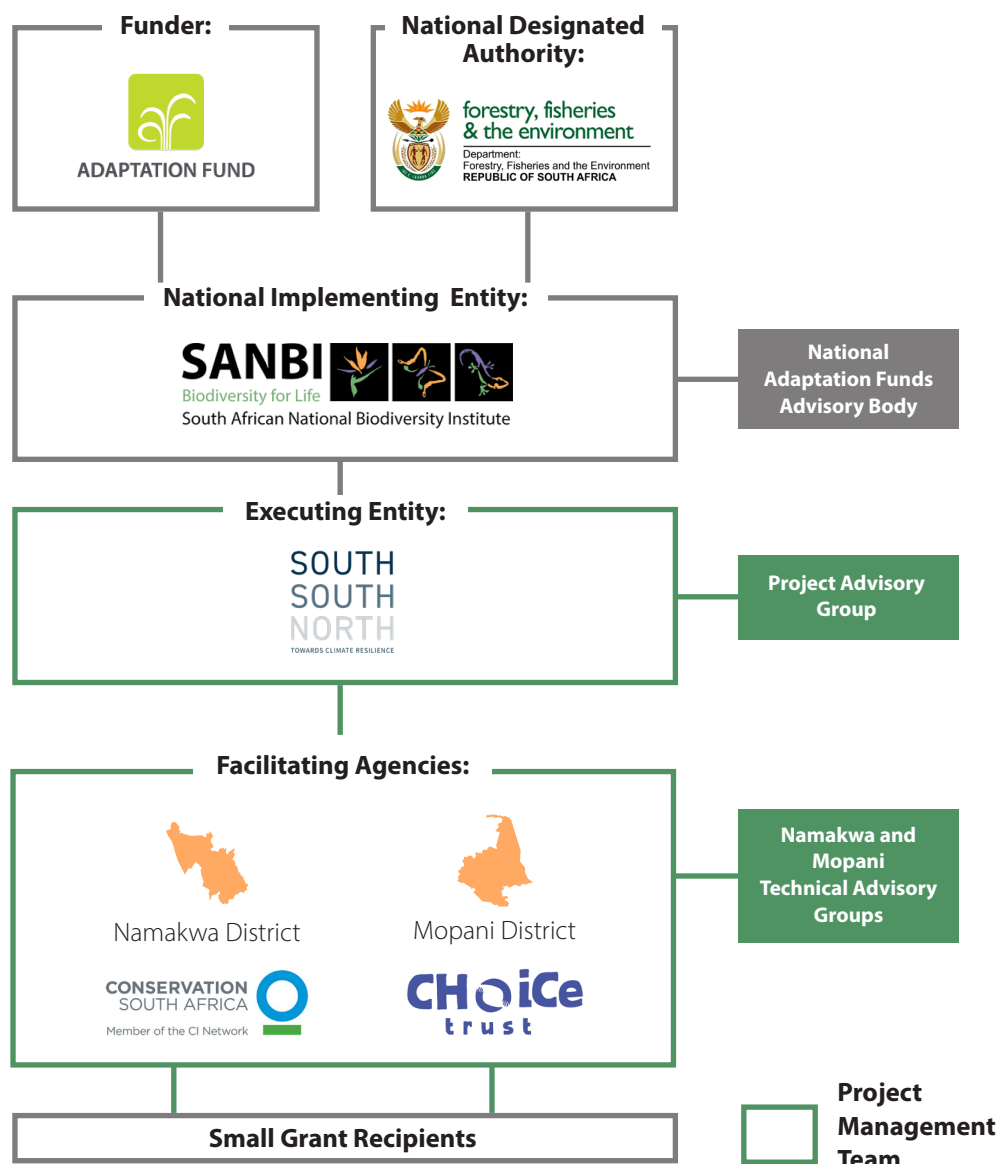 Funder:
ADAPTATION FUND
National Designated
Authority:
forestry, fisheries
& the environment
Department:
Forestry, Fisheries and the Environment
REPUBLIC OF SOUTH AFRICA
National Implementing Entity:
SANBI
Biodiversity for Life
South African National Biodiversity Institute
National
Adaptation Funds
Advisory Body
Executing Entity:
SOUTH
SOUTH
NORTH
TOWARDS CLIMATE RESILIENCE
Project Advisory
Group
Facilitating Agencies:
Namakwa District
CONSERVATION
SOUTH AFRICA
Member of the CI Network
Mopani District
CHOiCe
trust
Namakwa and
Mopani
Technical Advisory
Groups
Small Grant Recipients
Project
Management
Team